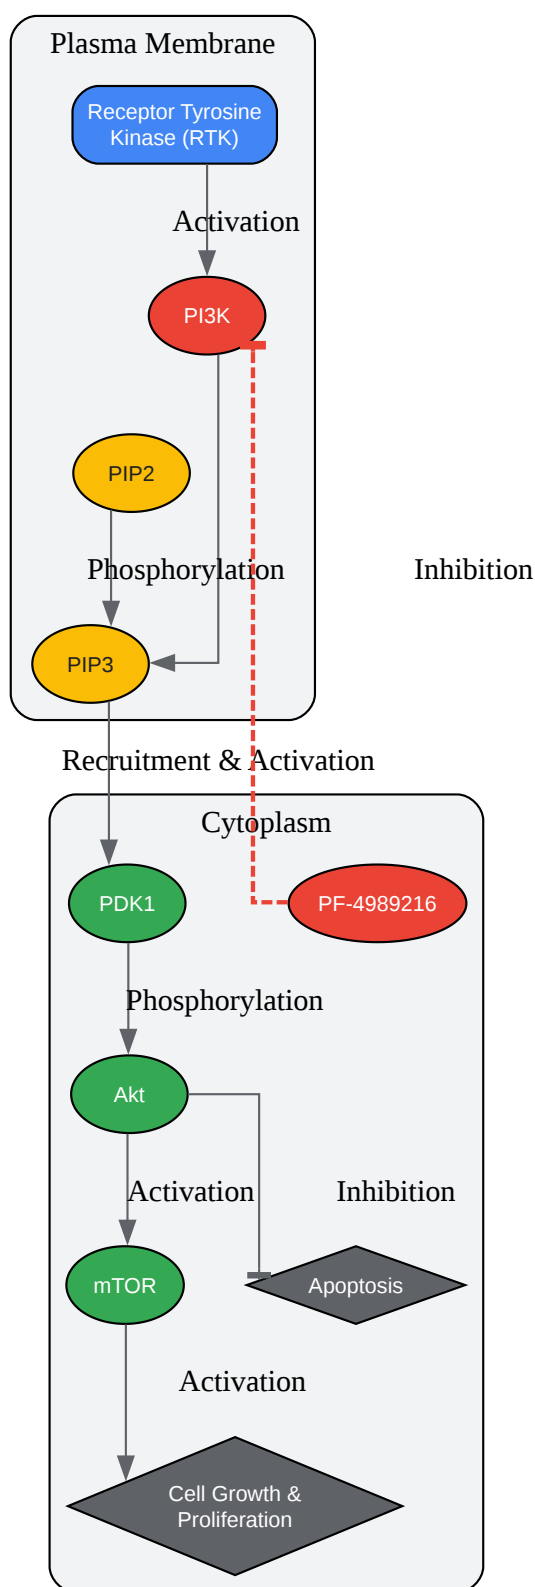 Plasma Membrane
Receptor Tyrosine
Kinase (RTK)
Activation
PI3K
PIP2
Phosphorylation
Inhibition
PIP3
Recruitment & Activation
Cytoplasm
PDK1
PF-4989216
Phosphorylation
Akt
Activation
Inhibition
mTOR
Apoptosis
Activation
Cell Growth &
Proliferation